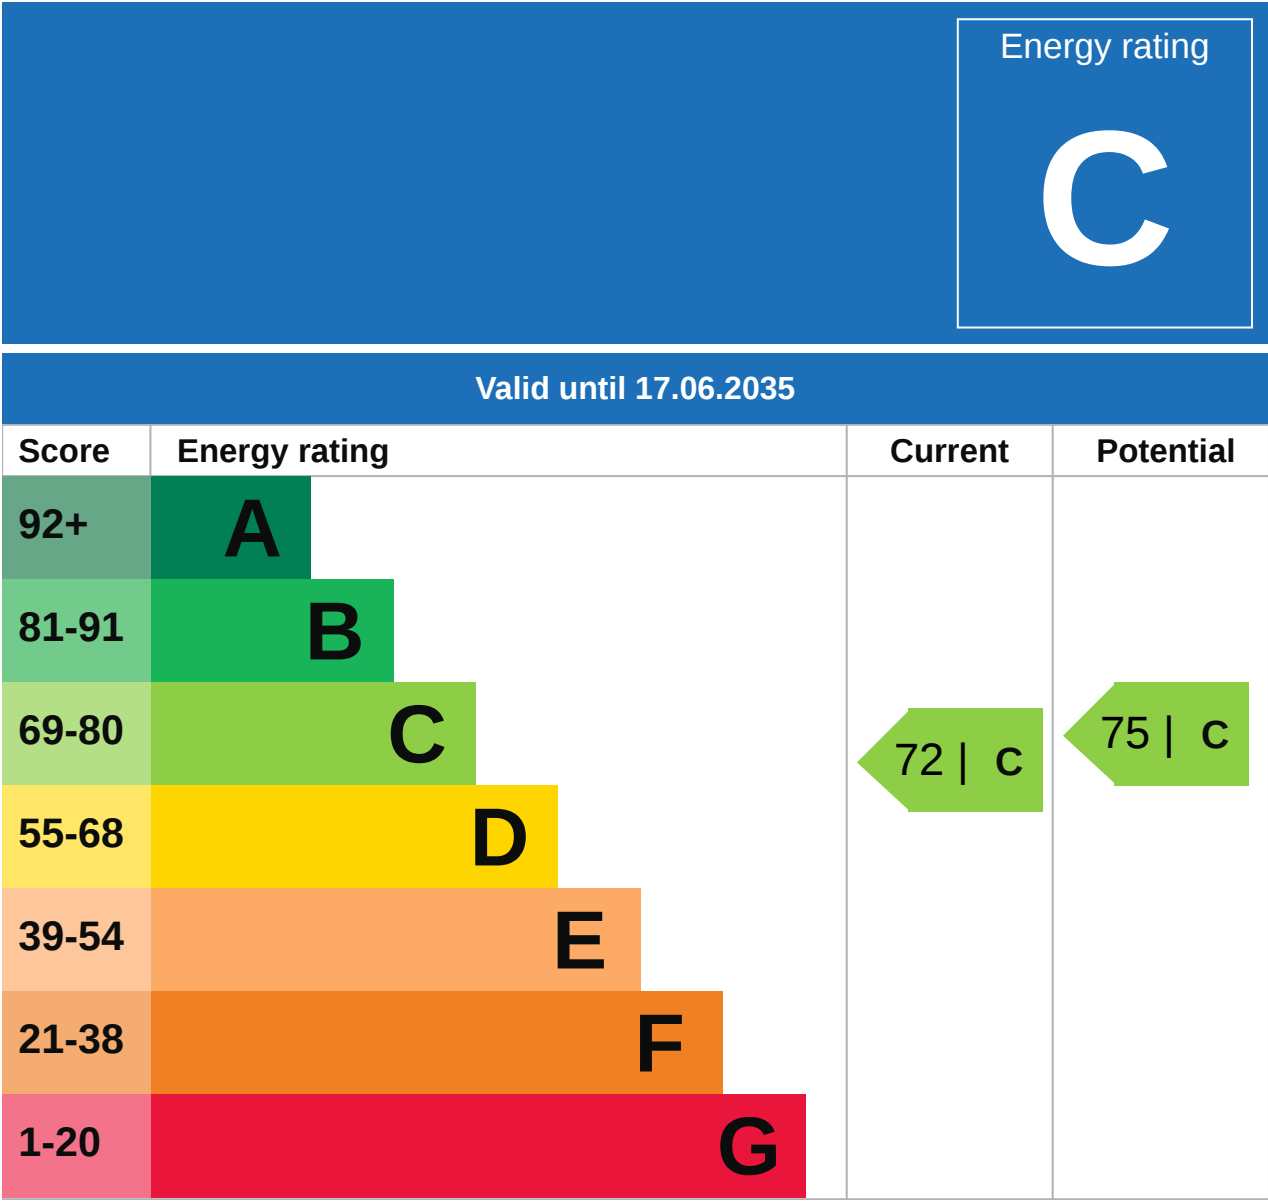 Energy rating
C
Valid until 17.06.2035
Score Energy rating Current Potential
92+ A
81-91 B
69-80 C
72 | C
75 | C
55-68 D
39-54 E
21-38 F
1-20 G